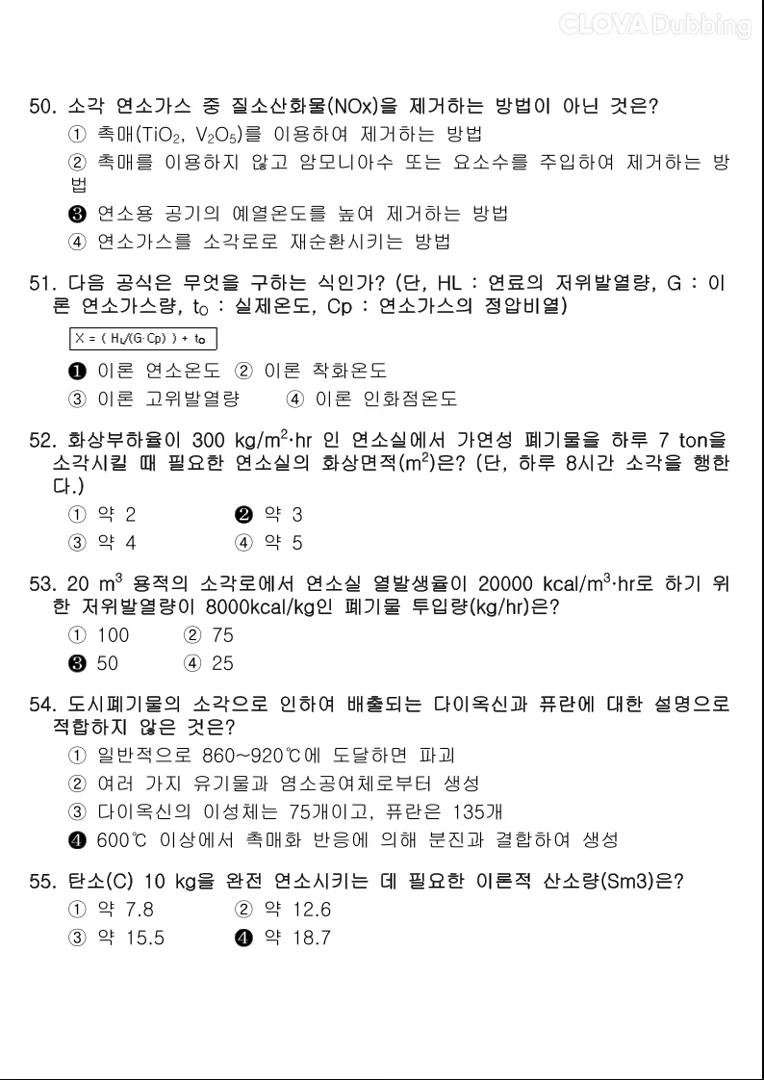 CLOVA Dubbing
50. 소각 연소가스 중 질소산화물(NOx)을 제거하는 방법이 아닌 것은?
① 촉매(TiO₂, V₂O₅)를 이용하여 제거하는 방법
② 촉매를 이용하지 않고 암모니아수 또는 요소수를 주입하여 제거하는 방
법
❸ 연소용 공기의 예열온도를 높여 제거하는 방법
④ 연소가스를 소각로로 재순환시키는 방법
51. 다음 공식은 무엇을 구하는 식인가? (단, HL : 연료의 저위발열량, G : 이
론 연소가스량, t₀ : 실제온도, Cp : 연소가스의 정압비열)
X = ( H_L/(G·Cp) ) + t₀
❶ 이론 연소온도 ② 이론 착화온도
③ 이론 고위발열량 ④ 이론 인화점온도
52. 화상부하율이 300 kg/m²·hr 인 연소실에서 가연성 폐기물을 하루 7 ton을
소각시킬 때 필요한 연소실의 화상면적(m²)은? (단, 하루 8시간 소각을 행한
다.)
① 약 2 ❷ 약 3
③ 약 4 ④ 약 5
53. 20 m³ 용적의 소각로에서 연소실 열발생율이 20000 kcal/m³·hr로 하기 위
한 저위발열량이 8000kcal/kg인 폐기물 투입량(kg/hr)은?
① 100 ② 75
❸ 50 ④ 25
54. 도시폐기물의 소각으로 인하여 배출되는 다이옥신과 퓨란에 대한 설명으로
적합하지 않은 것은?
① 일반적으로 860~920℃에 도달하면 파괴
② 여러 가지 유기물과 염소공여체로부터 생성
③ 다이옥신의 이성체는 75개이고, 퓨란은 135개
❹ 600℃ 이상에서 촉매화 반응에 의해 분진과 결합하여 생성
55. 탄소(C) 10 kg을 완전 연소시키는 데 필요한 이론적 산소량(Sm3)은?
① 약 7.8 ② 약 12.6
③ 약 15.5 ❹ 약 18.7